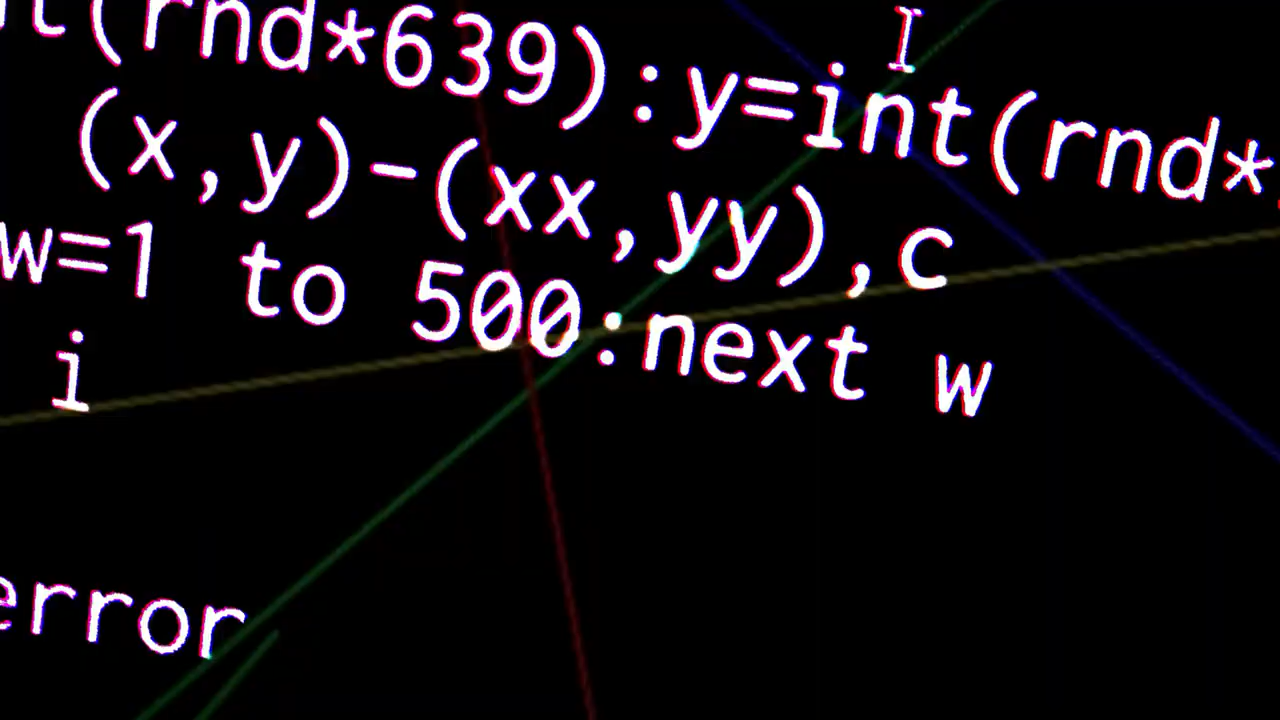 nt(rnd*639):y=int(rnd*
(x,y)-(xx,yy),c
w=1 to 500:next w
i
error